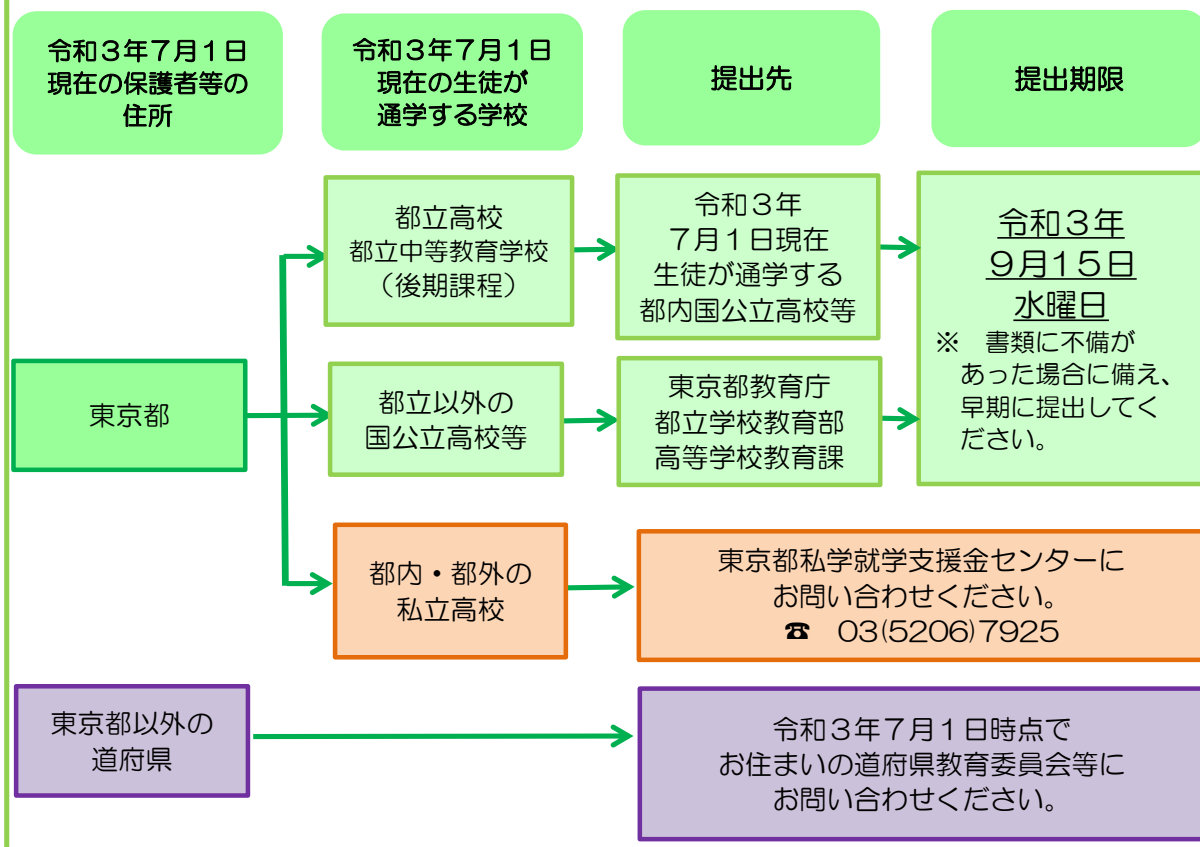 令和３年７月１日
現在の保護者等の
住所
令和３年７月１日
現在の生徒が
通学する学校
提出先
提出期限
東京都
都立高校
都立中等教育学校
（後期課程）
令和３年
７月１日現在
生徒が通学する
都内国公立高校等
都立以外の
国公立高校等
東京都教育庁
都立学校教育部
高等学校教育課
令和３年
９月１５日
水曜日
※　書類に不備が
あった場合に備え、
早期に提出してく
ださい。
都内・都外の
私立高校
東京都私学就学支援金センターに
お問い合わせください。
☎　03(5206)7925
東京都以外の
道府県
令和３年７月１日時点で
お住まいの道府県教育委員会等に
お問い合わせください。